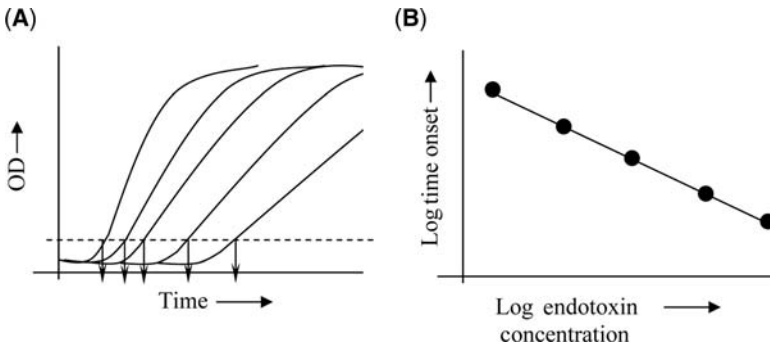 (A)
OD
Time
(B)
Log time onset
Log endotoxin
concentration